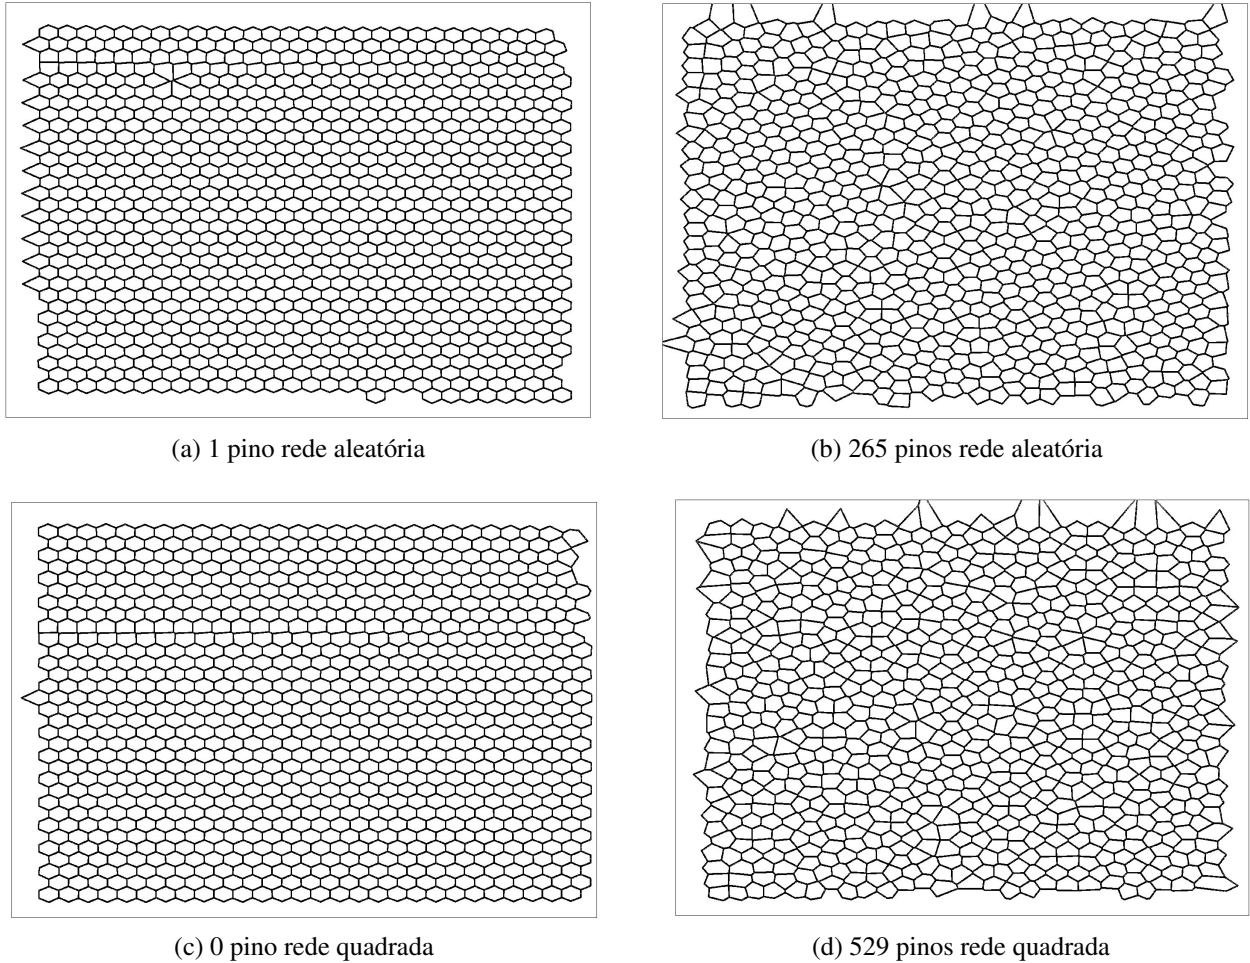 (a) 1 pino rede aleatória
(b) 265 pinos rede aleatória
(c) 0 pino rede quadrada
(d) 529 pinos rede quadrada